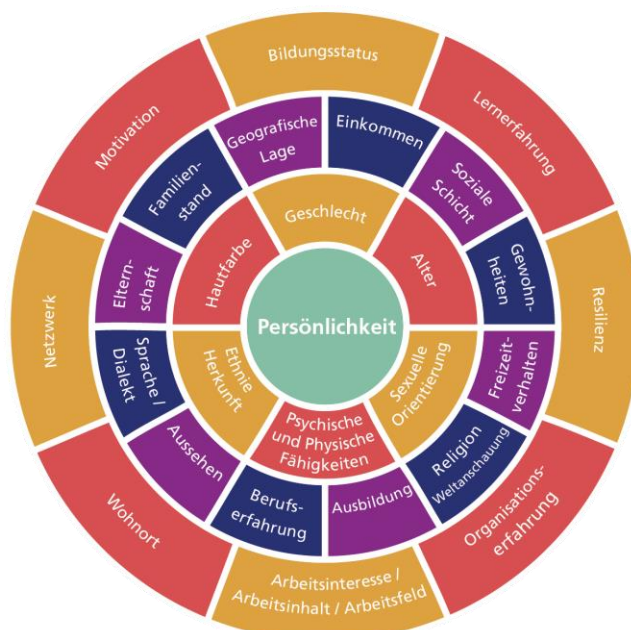 Bildungsstatus
Lernerfahrung
Resilienz
Organisations-
erfahrung
Arbeitsinteresse /
Arbeitsinhalt / Arbeitsfeld
Wohnort
Netzwerk
Motivation
Geografische
Lage
Einkommen
Soziale
Schicht
Gewohn-
heiten
Freizeit-
verhalten
Religion
Weltanschauung
Ausbildung
Berufs-
erfahrung
Aussehen
Sprache /
Dialekt
Eltern-
schaft
Familien-
stand
Geschlecht
Alter
Sexuelle
Orientierung
Psychische
und Physische
Fähigkeiten
Ethnie
Herkunft
Hautfarbe
Persönlichkeit